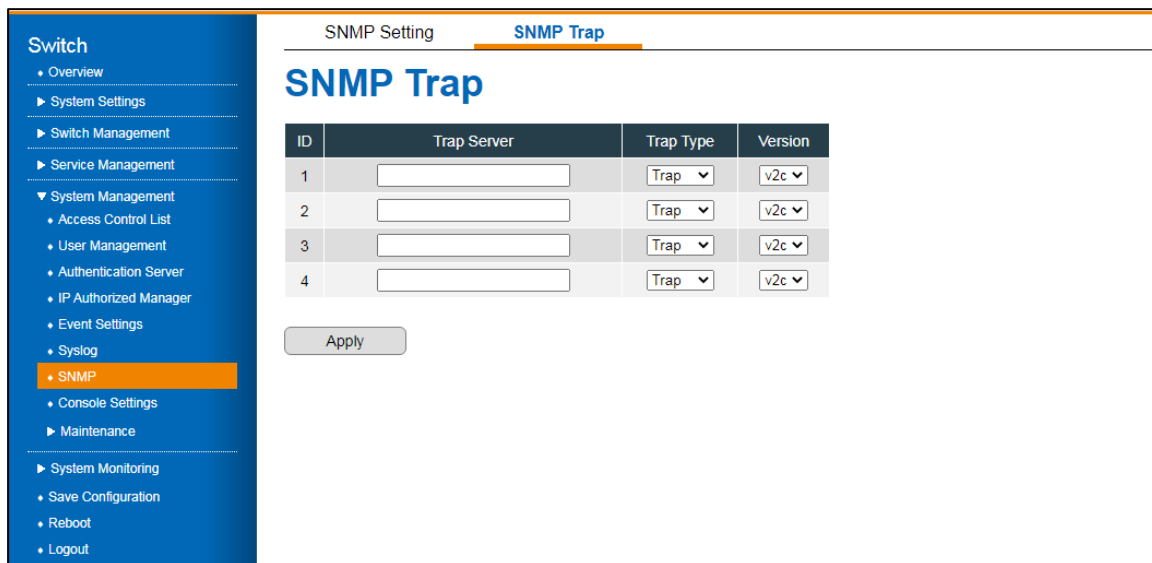 Switch
Overview
System Settings
Switch Management
Service Management
System Management
Access Control List
User Management
Authentication Server
IP Authorized Manager
Event Settings
Syslog
SNMP
Console Settings
Maintenance
System Monitoring
Save Configuration
Reboot
Logout
SNMP Setting SNMP Trap
SNMP Trap
ID Trap Server Trap Type Version
1 Trap v2c
2 Trap v2c
3 Trap v2c
4 Trap v2c
Apply